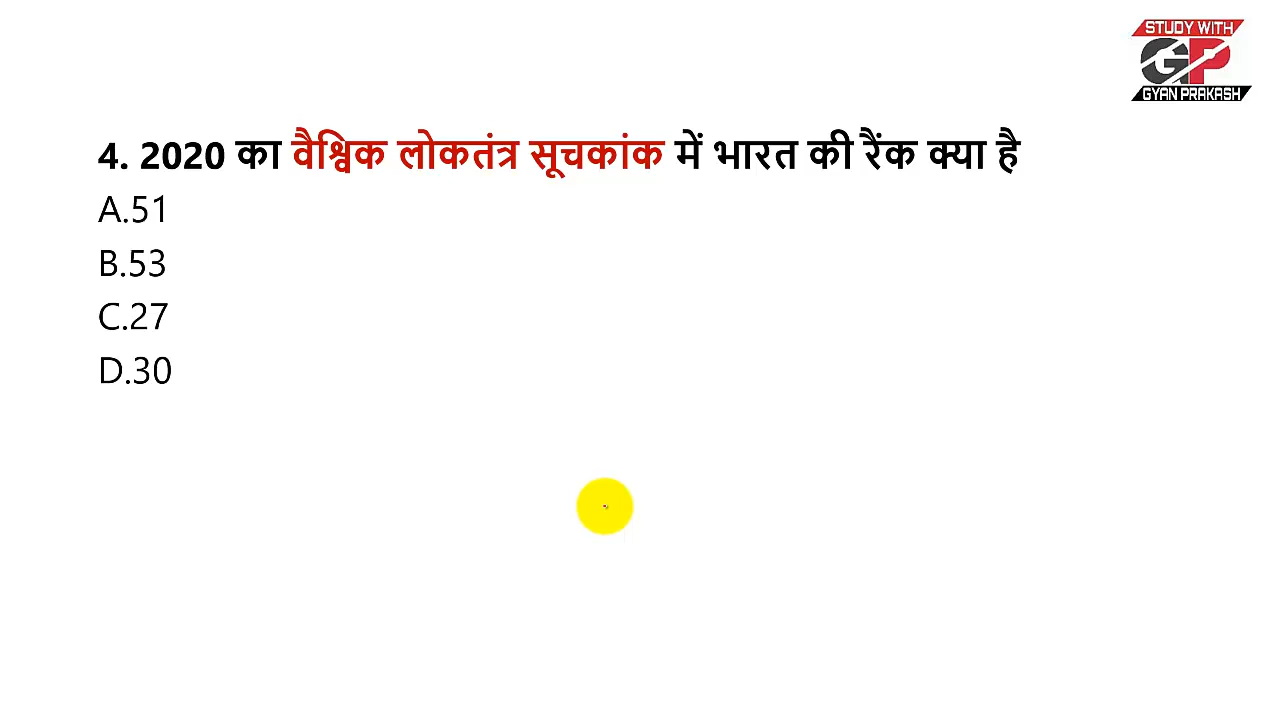 STUDY WITH
GP
GYAN PRAKASH
4. 2020 का वैश्विक लोकतंत्र सूचकांक में भारत की रैंक क्या है
A.51
B.53
C.27
D.30